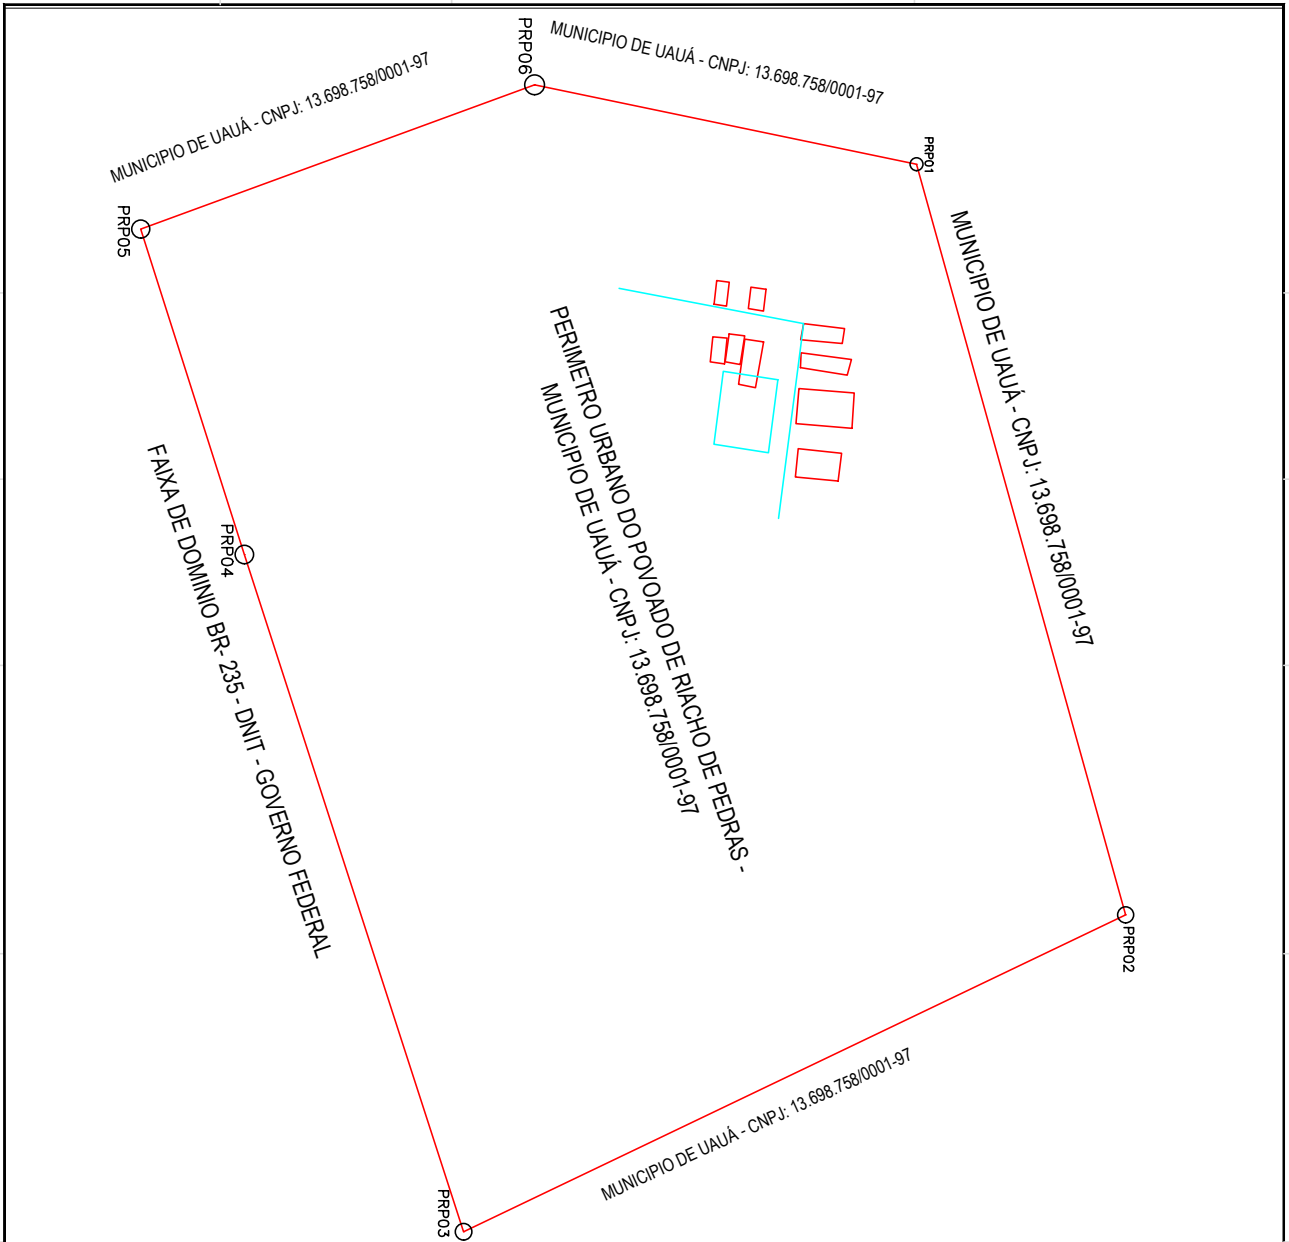 PRP06
MUNICIPIO DE UAUÁ - CNPJ: 13.698.758/0001-97
MUNICIPIO DE UAUÁ - CNPJ: 13.698.758/0001-97
PRP01
PRP05
MUNICIPIO DE UAUÁ - CNPJ: 13.698.758/0001-97
PERIMETRO URBANO DO POVOADO DE RIACHO DE PEDRAS -
MUNICIPIO DE UAUÁ - CNPJ: 13.698.758/0001-97
FAIXA DE DOMINIO BR- 235 - DNIT - GOVERNO FEDERAL
PRP04
PRP02
MUNICIPIO DE UAUÁ - CNPJ: 13.698.758/0001-97
PRP03